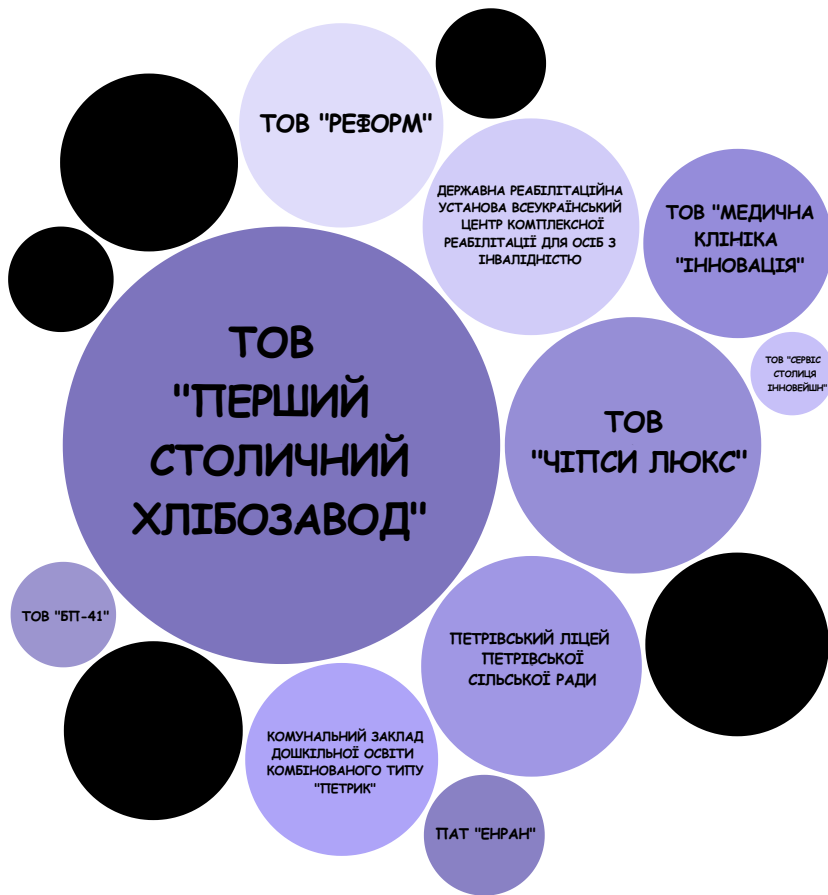 ТОВ "РЕФОРМ"
ДЕРЖАВНА РЕАБІЛІТАЦІЙНА
УСТАНОВА ВСЕУКРАЇНСЬКИЙ
ЦЕНТР КОМПЛЕКСНОЇ
РЕАБІЛІТАЦІЇ ДЛЯ ОСІБ З
ІНВАЛІДНІСТЮ
ТОВ "МЕДИЧНА
КЛІНІКА
"ІННОВАЦІЯ"
ТОВ
"ПЕРШИЙ
СТОЛИЧНИЙ
ХЛІБОЗАВОД"
ТОВ "СЕРВІС
СТОЛИЦЯ
ІННОВЕЙШН"
ТОВ
"ЧІПСИ ЛЮКС"
ТОВ "БП-41"
ПЕТРІВСЬКИЙ ЛІЦЕЙ
ПЕТРІВСЬКОЇ
СІЛЬСЬКОЇ РАДИ
КОМУНАЛЬНИЙ ЗАКЛАД
ДОШКІЛЬНОЇ ОСВІТИ
КОМБІНОВАНОГО ТИПУ
"ПЕТРИК"
ПАТ "ЕНРАН"